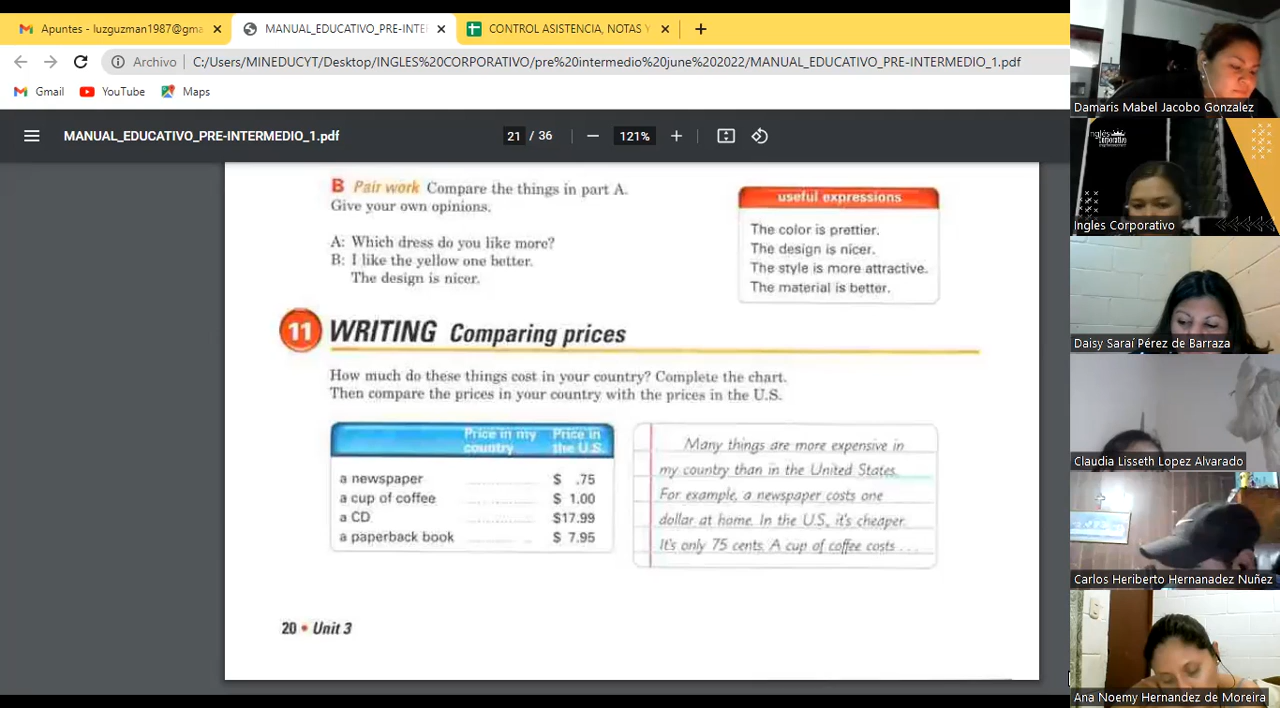 Apuntes - luzguzman1987@gma
MANUAL_EDUCATIVO_PRE-INTE
CONTROL ASISTENCIA, NOTAS Y
Archivo
C:/Users/MINEDUCYT/Desktop/INGLES%20CORPORATIVO/pre%20intermedio%20june%202022/MANUAL_EDUCATIVO_PRE-INTERMEDIO_1.pdf
Gmail
YouTube
Maps
MANUAL_EDUCATIVO_PRE-INTERMEDIO_1.pdf
21 / 36
121%
B Pair work Compare the things in part A.
Give your own opinions.
A: Which dress do you like more?
B: I like the yellow one better.
The design is nicer.
useful expressions
The color is prettier.
The design is nicer.
The style is more attractive.
The material is better.
11 WRITING Comparing prices
How much do these things cost in your country? Complete the chart.
Then compare the prices in your country with the prices in the U.S.
Price in my country
Price in the U.S.
a newspaper $ .75
a cup of coffee $ 1.00
a CD $17.99
a paperback book $ 7.95
Many things are more expensive in
my country than in the United States.
For example, a newspaper costs one
dollar at home. In the U.S., it's cheaper.
It's only 75 cents. A cup of coffee costs . . .
20 • Unit 3
Damaris Mabel Jacobo Gonzalez
Inglés Corporativo
Ingles Corporativo
Daisy Saraí Pérez de Barraza
Claudia Lisseth Lopez Alvarado
Carlos Heriberto Hernanadez Nuñez
Ana Noemy Hernandez de Moreira